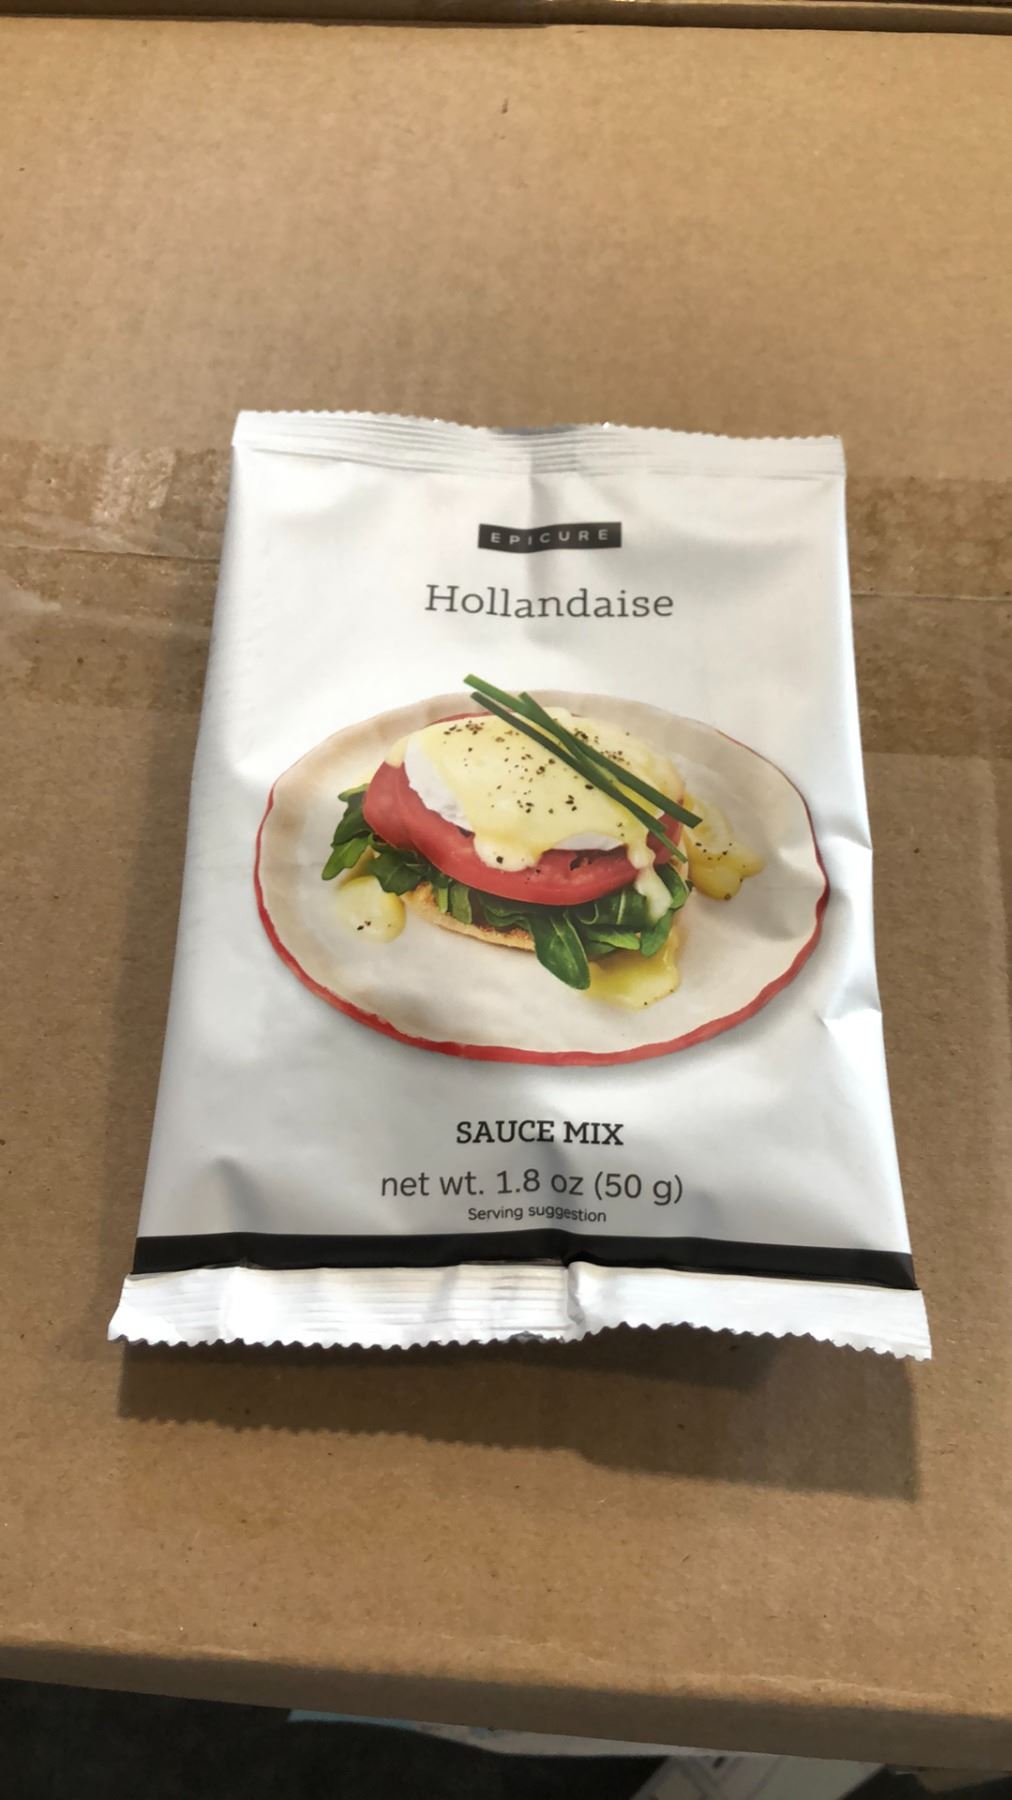 EPICURE
Hollandaise
SAUCE MIX
net wt. 1.8 oz (50 g)
Serving suggestion